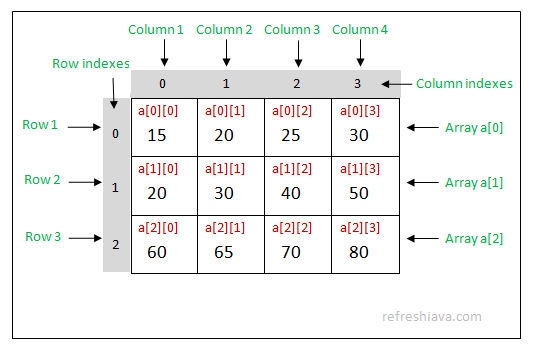 Column 1 Column 2 Column 3 Column 4
Row indexes
0 1 2 3 Column indexes
a[0][0] a[0][1] a[0][2] a[0][3]
Row 1 0 15 20 25 30 Array a[0]
a[1][0] a[1][1] a[1][2] a[1][3]
Row 2 1 20 30 40 50 Array a[1]
a[2][0] a[2][1] a[2][2] a[2][3]
Row 3 2 60 65 70 80 Array a[2]
refreshiava.com